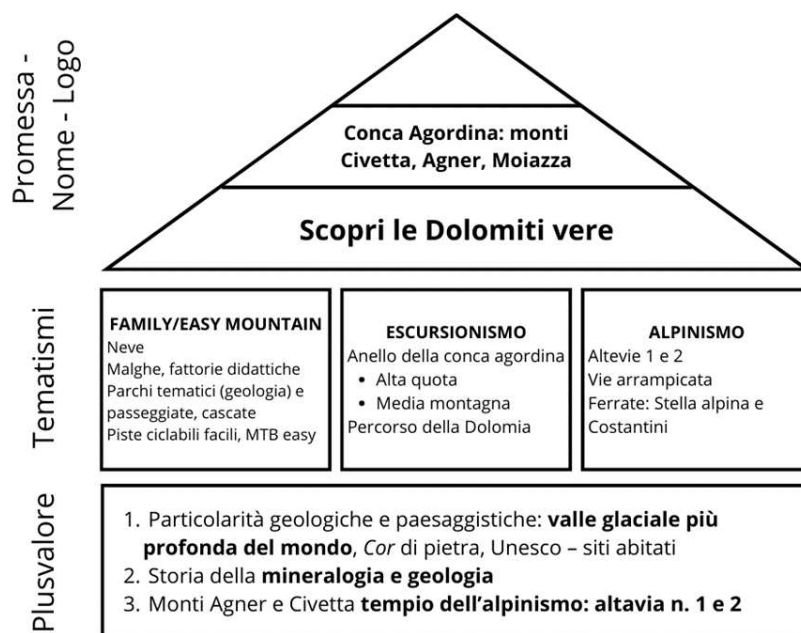 Promessa -
Nome - Logo
Conca Agordina: monti
Civetta, Agner, Moiazza
Scopri le Dolomiti vere
Tematismi
FAMILY/EASY MOUNTAIN
Neve
Malghe, fattorie didattiche
Parchi tematici (geologia) e
passeggiate, cascate
Piste ciclabili facili, MTB easy
ESCURSIONISMO
Anello della conca agordina
• Alta quota
• Media montagna
Percorso della Dolomia
ALPINISMO
Altevie 1 e 2
Vie arrampicata
Ferrate: Stella alpina e
Costantini
Plusvalore
1. Particolarità geologiche e paesaggistiche: valle glaciale più
profonda del mondo, Cor di pietra, Unesco – siti abitati
2. Storia della mineralogia e geologia
3. Monti Agner e Civetta tempio dell'alpinismo: altavia n. 1 e 2